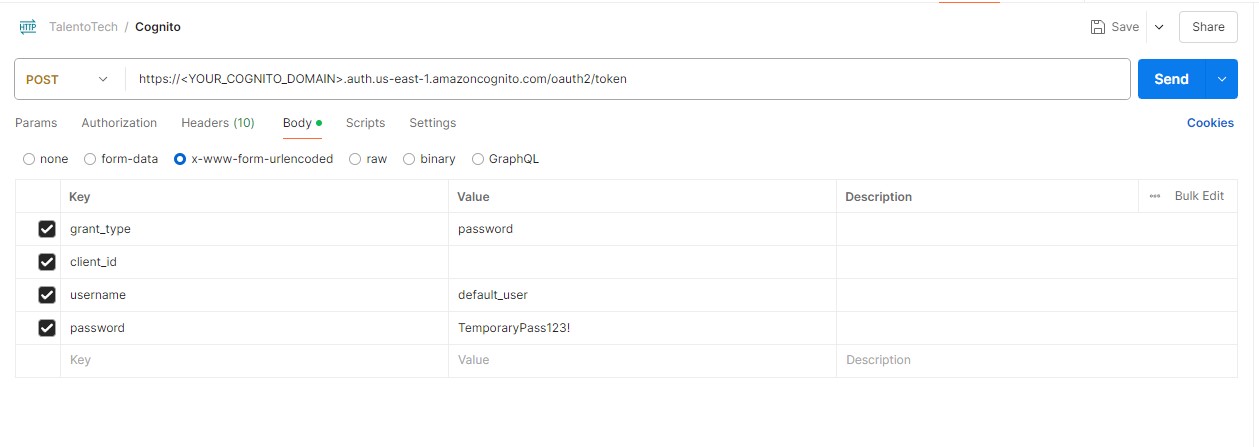 HTTP TalentoTech / Cognito Save Share
POST https://<YOUR_COGNITO_DOMAIN>.auth.us-east-1.amazoncognito.com/oauth2/token Send
Params Authorization Headers (10) Body Scripts Settings Cookies
none form-data x-www-form-urlencoded raw binary GraphQL
Key Value Description Bulk Edit
grant_type password
client_id
username default_user
password TemporaryPass123!
Key Value Description